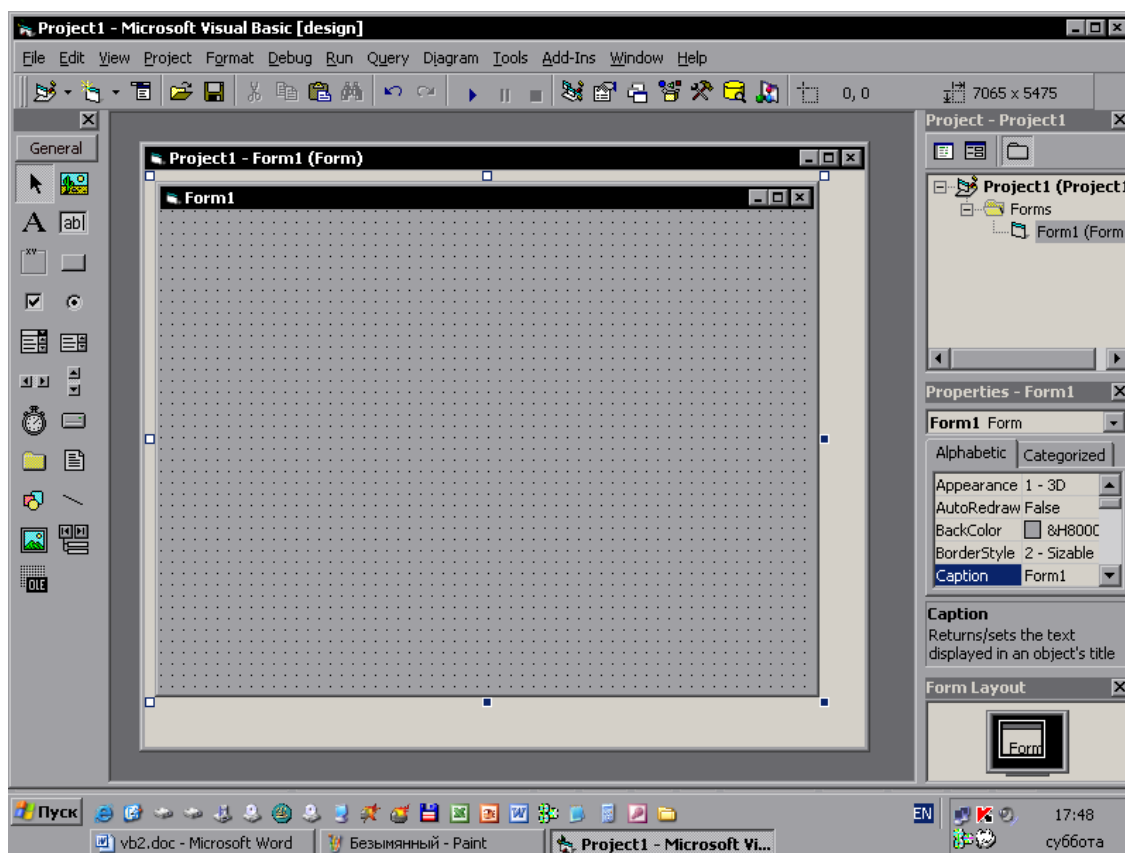 Project1 - Microsoft Visual Basic [design]
File Edit View Project Format Debug Run Query Diagram Tools Add-Ins Window Help
0, 0 7065 x 5475
General
A ab|
xv
OLE
Project1 - Form1 (Form)
Form1
Project - Project1
Project1 (Project1
Forms
Form1 (Form
Properties - Form1
Form1 Form
Alphabetic Categorized
Appearance 1 - 3D
AutoRedraw False
BackColor &H8000
BorderStyle 2 - Sizable
Caption Form1
Caption
Returns/sets the text
displayed in an object's title
Form Layout
Form
Пуск EN 17:48
vb2.doc - Microsoft Word Безымянный - Paint Project1 - Microsoft Vi... суббота